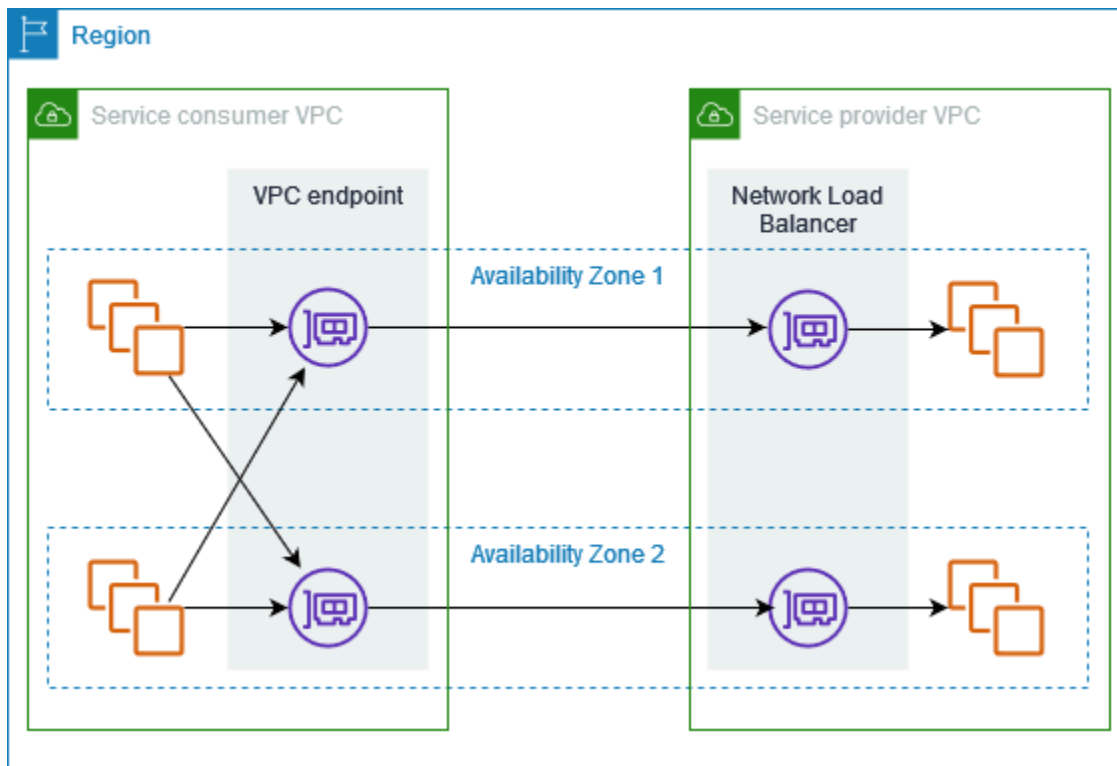 Region
Service consumer VPC
Service provider VPC
VPC endpoint
Network Load
Balancer
Availability Zone 1
Availability Zone 2